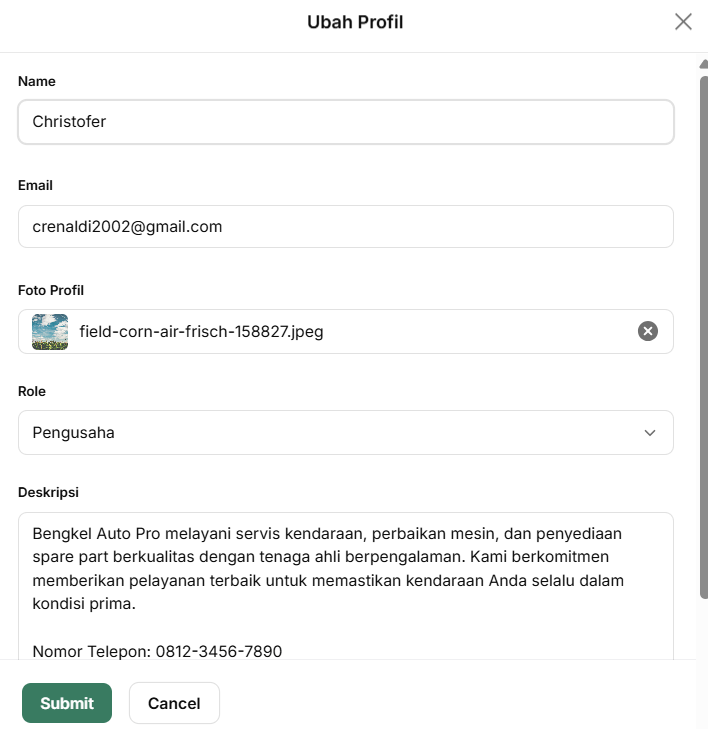 Ubah Profil
Name
Christofer
Email
crenaldi2002@gmail.com
Foto Profil
field-corn-air-frisch-158827.jpeg
Role
Pengusaha
Deskripsi
Bengkel Auto Pro melayani servis kendaraan, perbaikan mesin, dan penyediaan
spare part berkualitas dengan tenaga ahli berpengalaman. Kami berkomitmen
memberikan pelayanan terbaik untuk memastikan kendaraan Anda selalu dalam
kondisi prima.
Nomor Telepon: 0812-3456-7890
Submit
Cancel